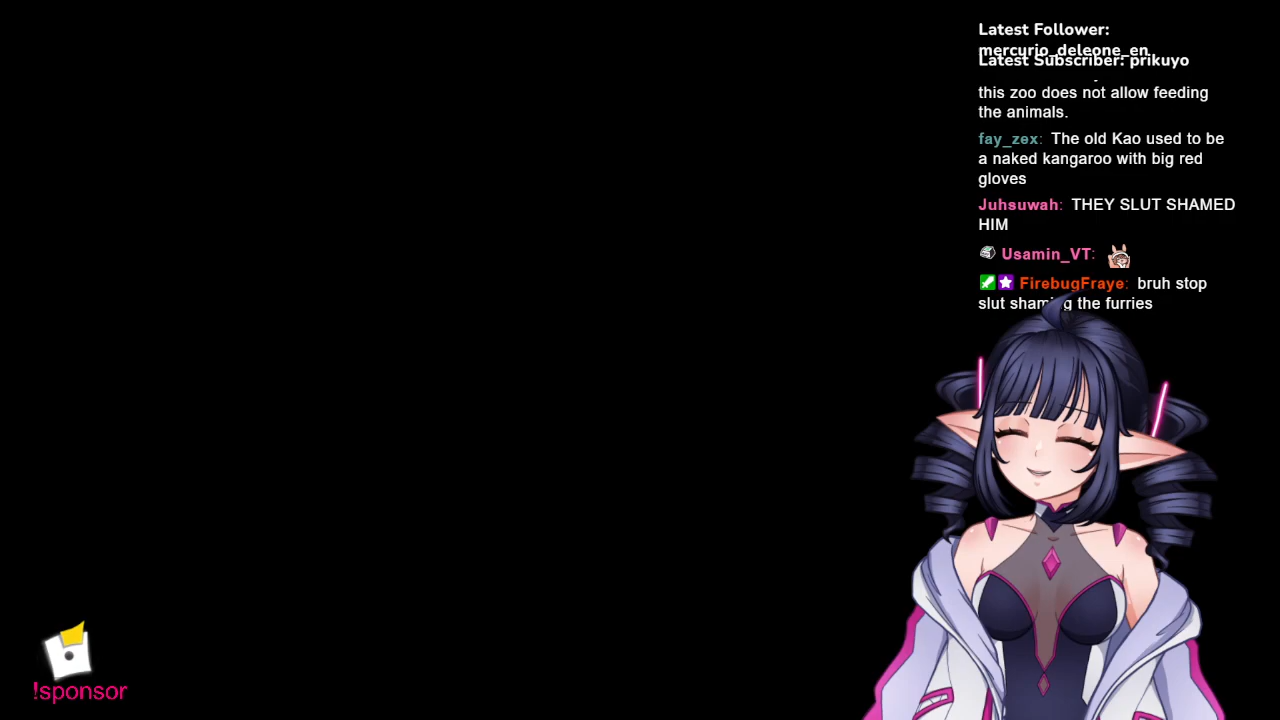 Latest Follower:
mercurio_deleone_en
Latest Subscriber: prikuyo
this zoo does not allow feeding
the animals.
fay_zex: The old Kao used to be
a naked kangaroo with big red
gloves
Juhsuwah: THEY SLUT SHAMED
HIM
Usamin_VT:
FirebugFraye: bruh stop
slut shaming the furries
!sponsor